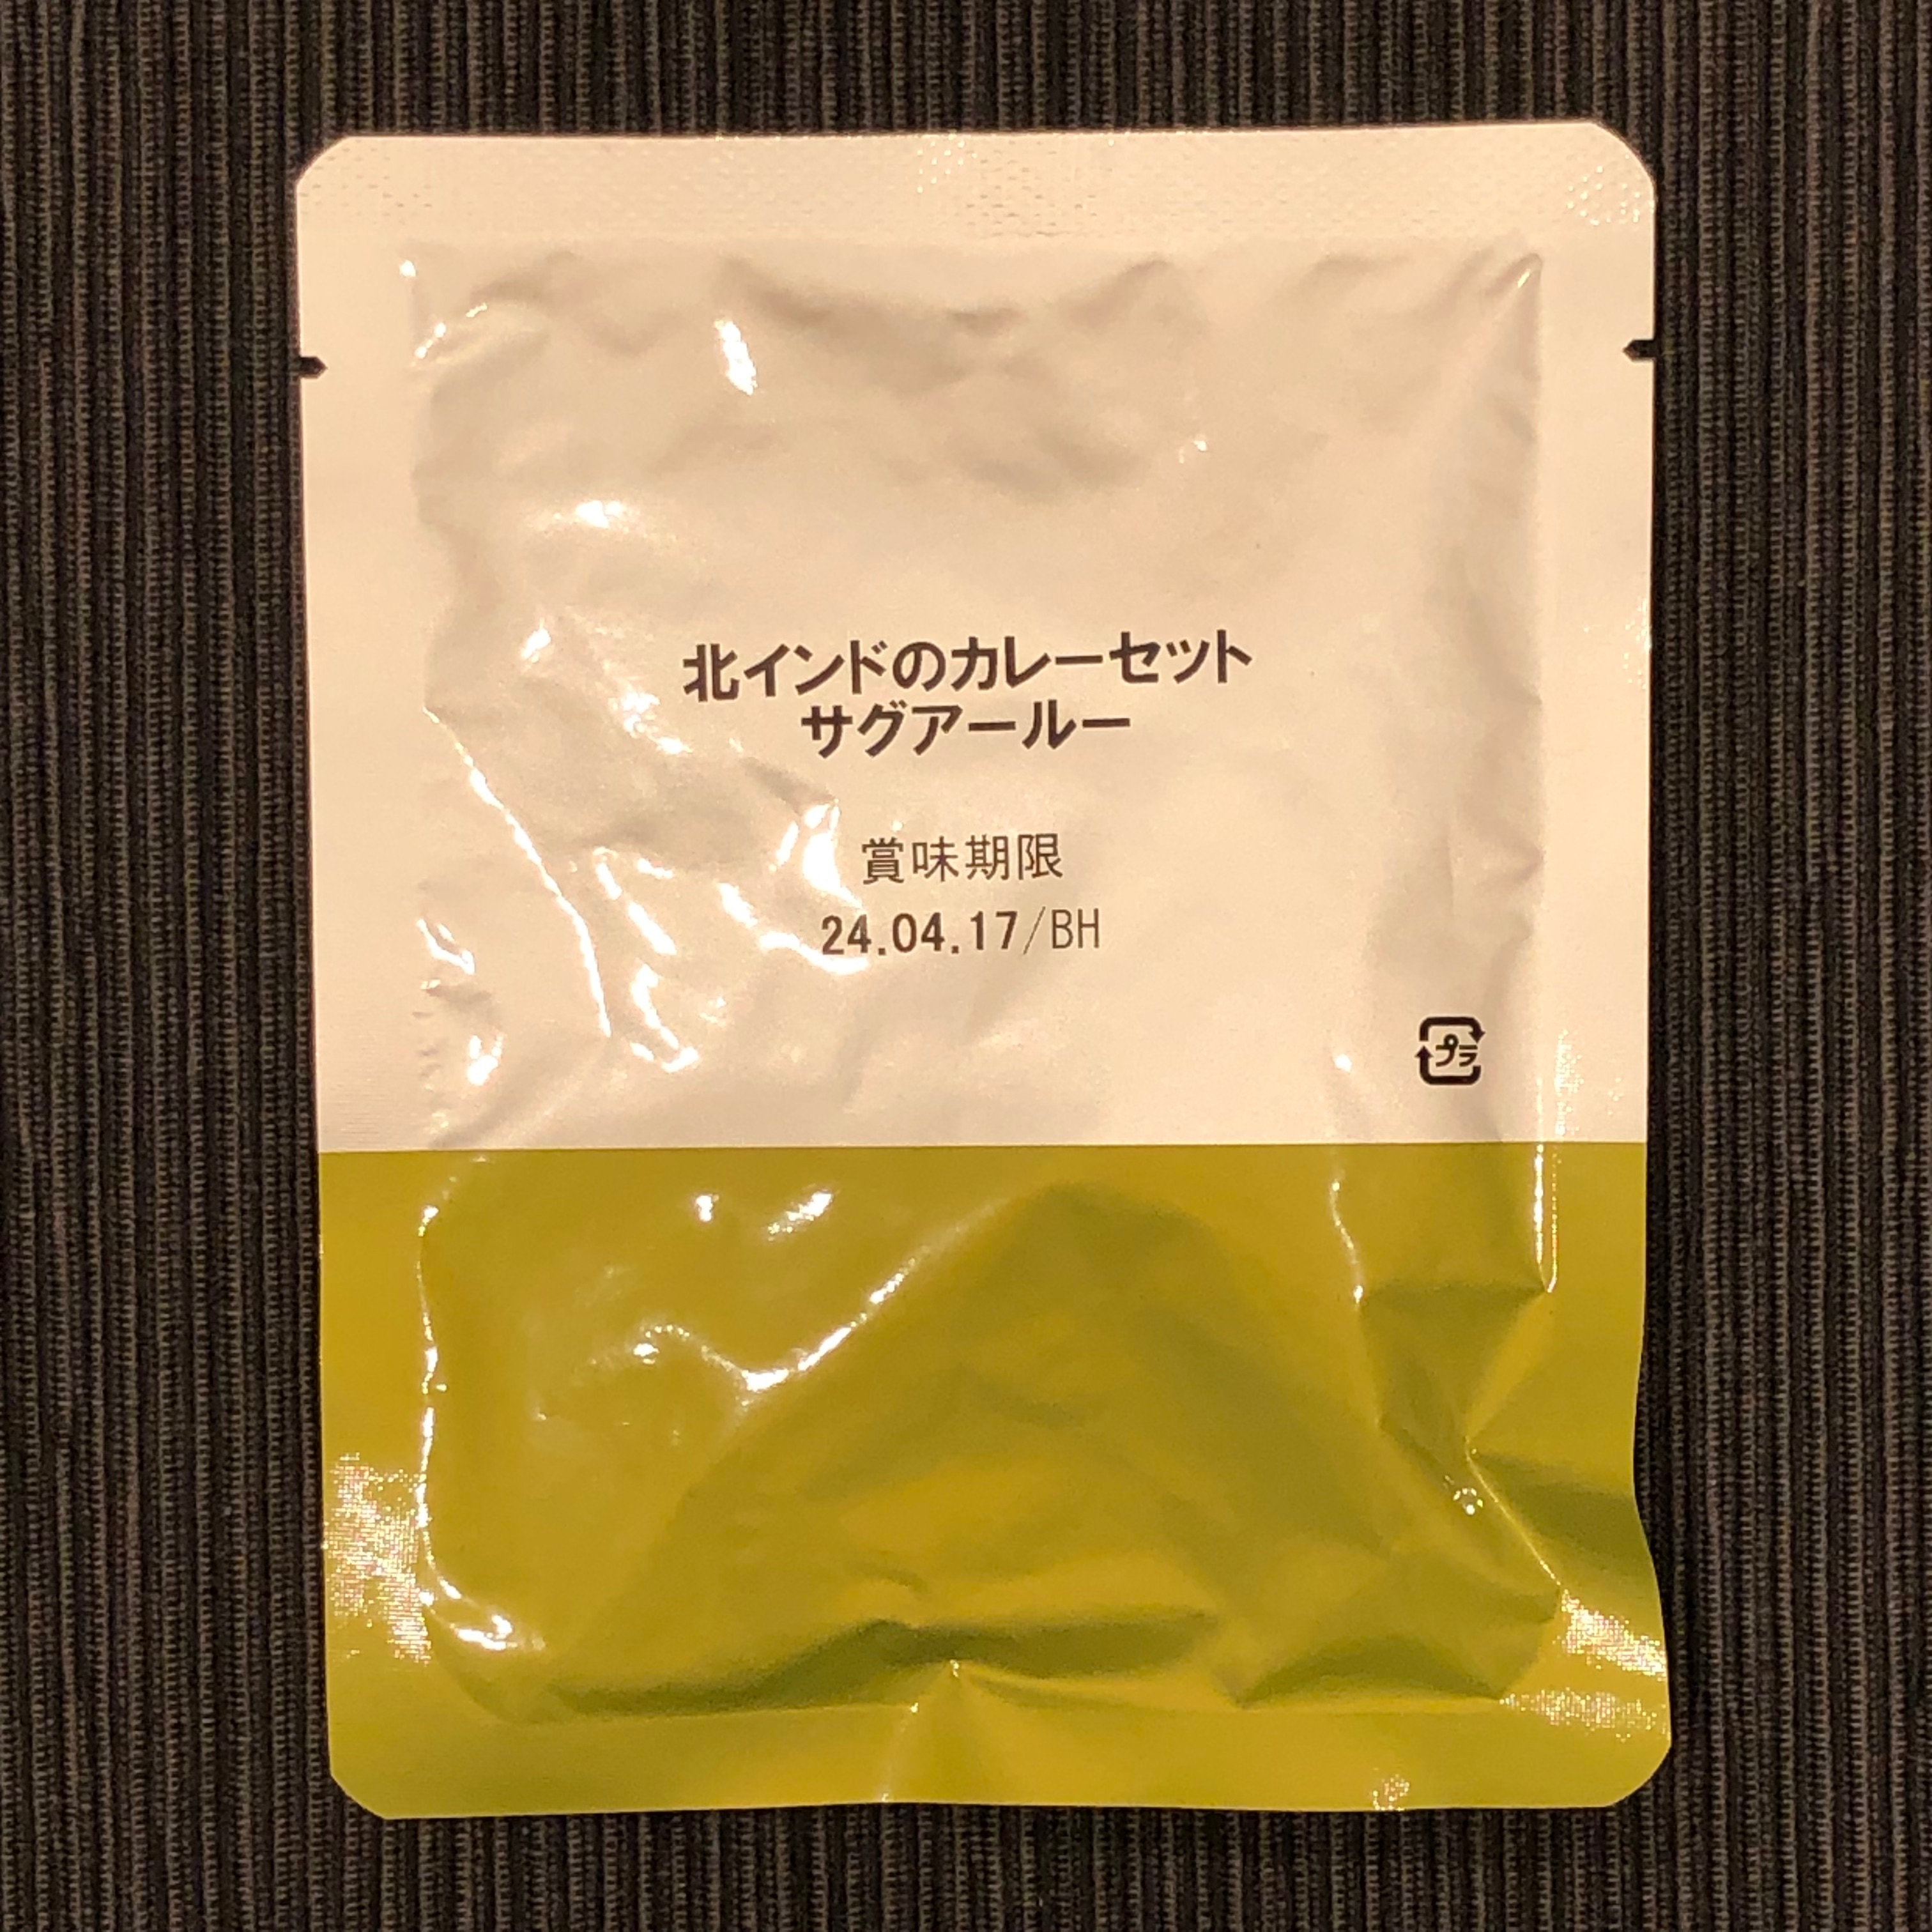 北インドのカレーセット
サグアールー
賞味期限
24.04.17/BH
プラ